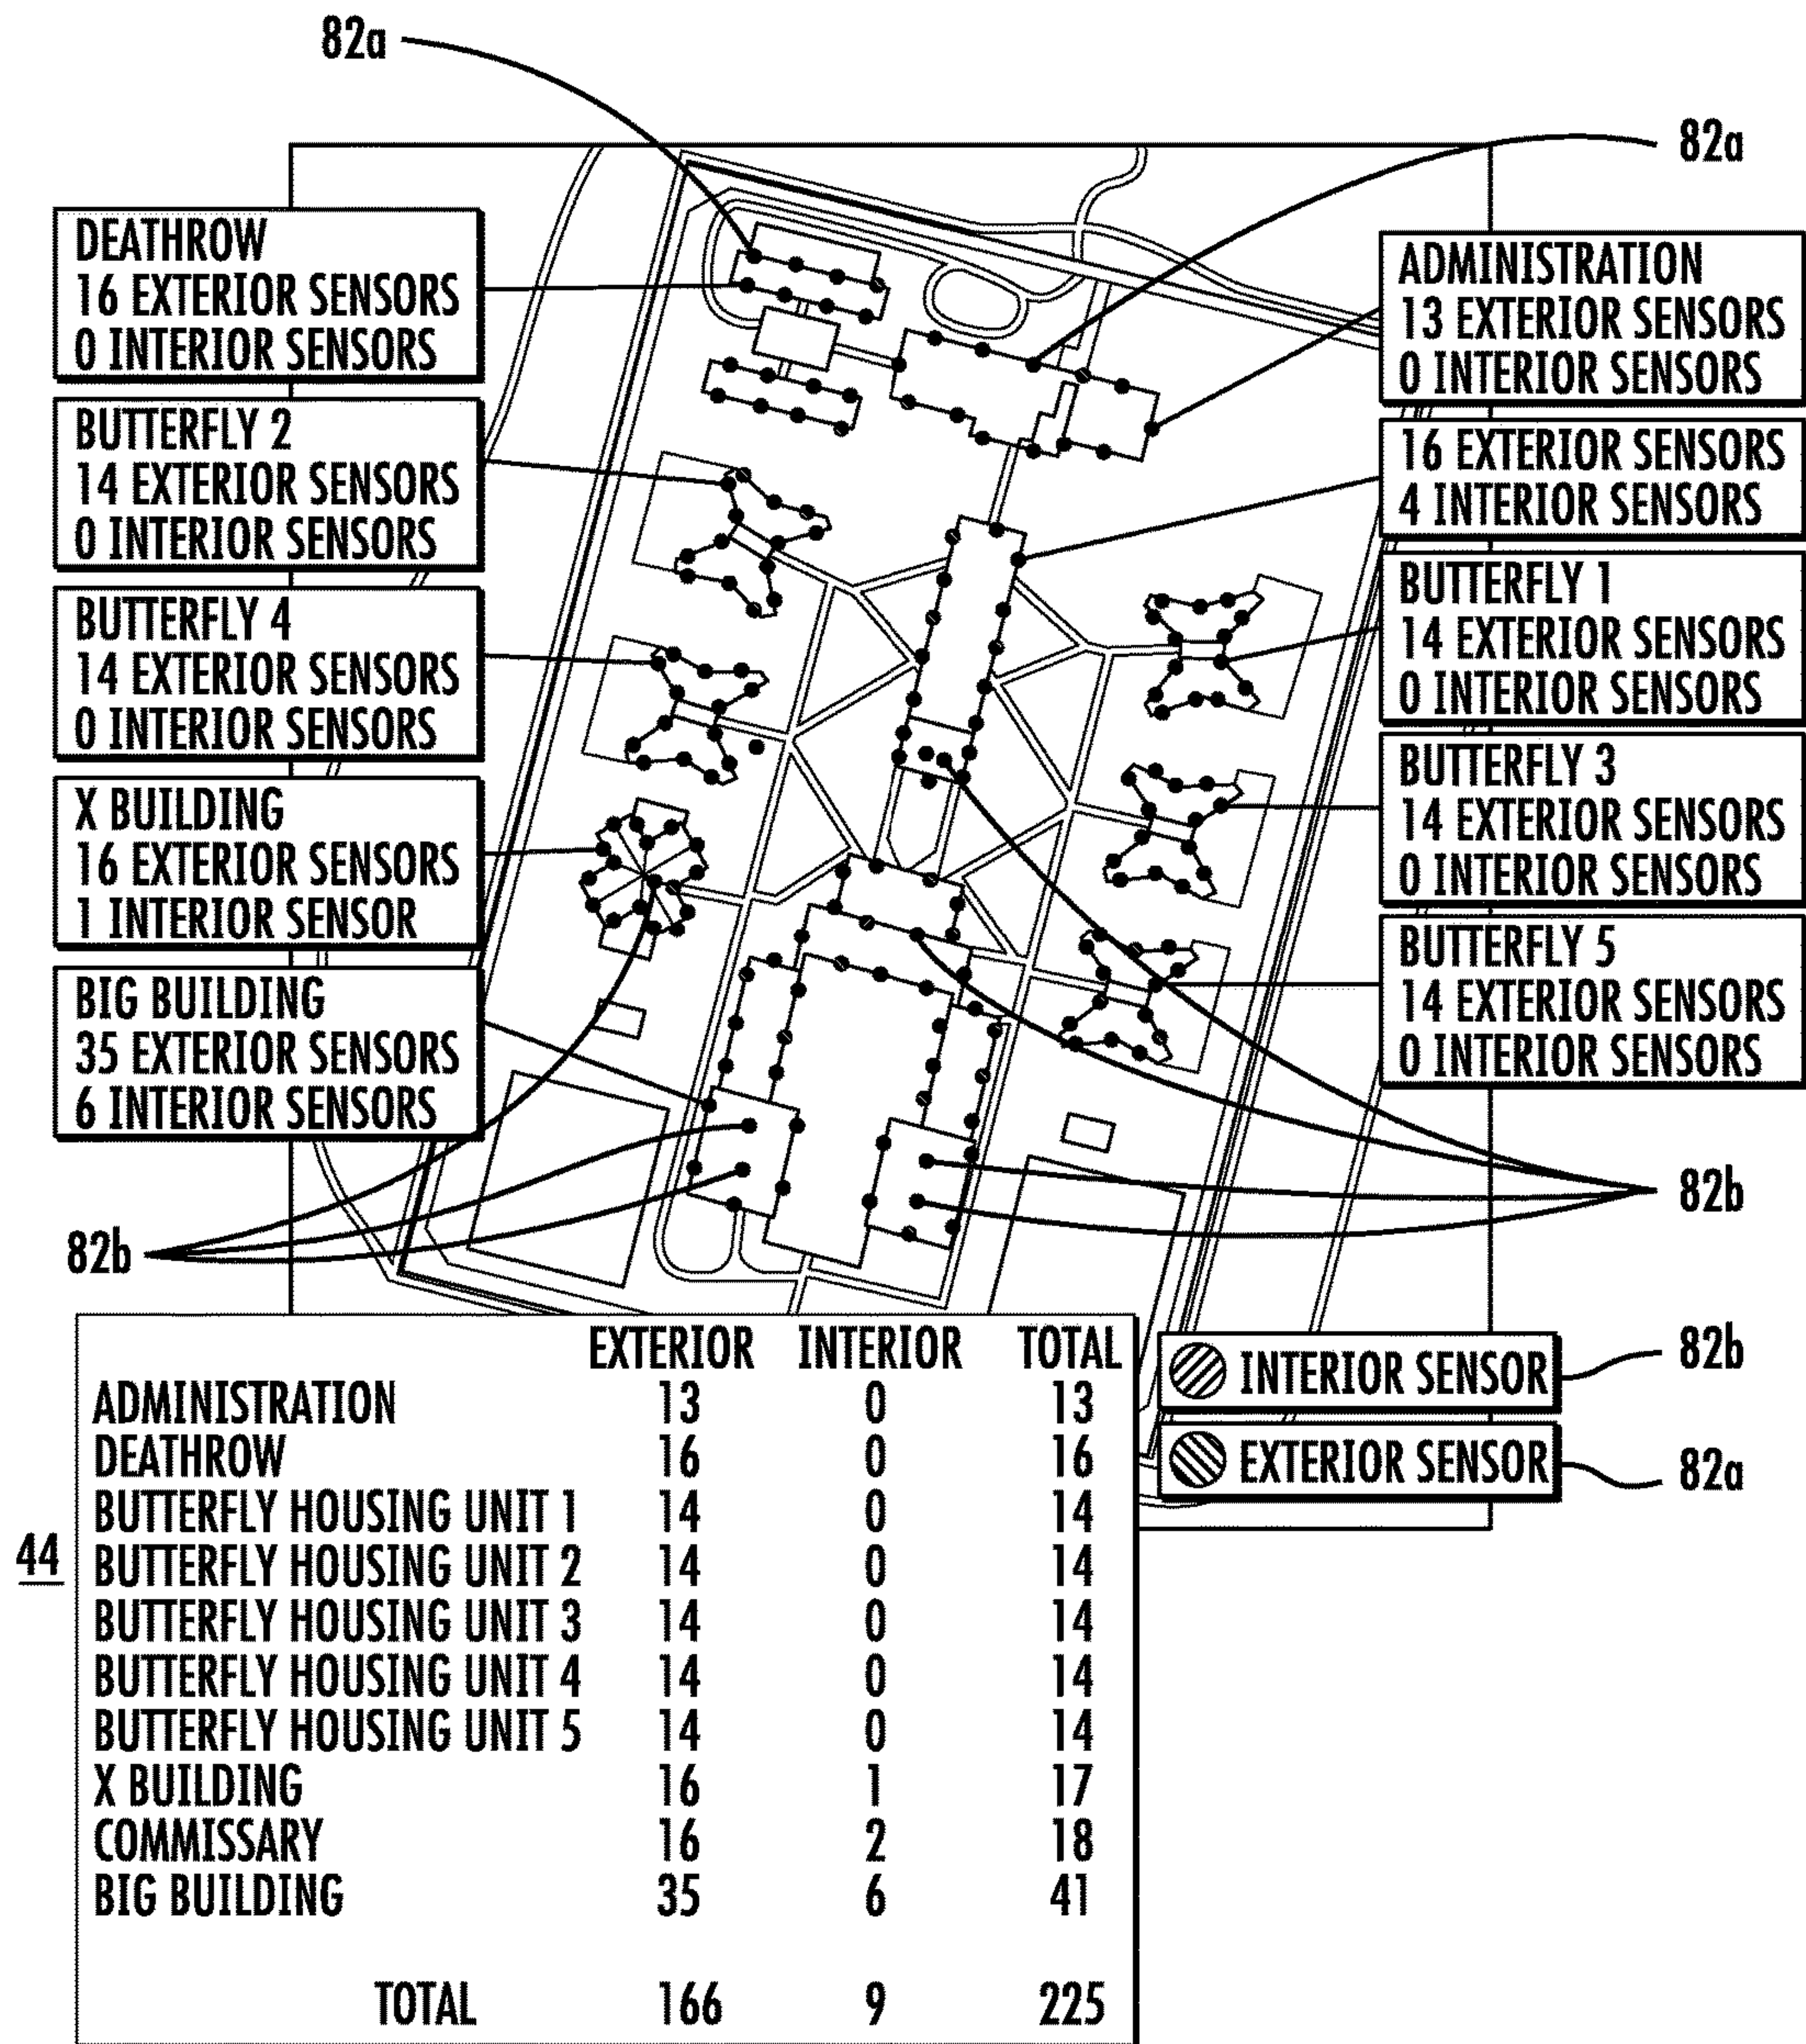 82a
82a
DEATHROW
16 EXTERIOR SENSORS
0 INTERIOR SENSORS
BUTTERFLY 2
14 EXTERIOR SENSORS
0 INTERIOR SENSORS
BUTTERFLY 4
14 EXTERIOR SENSORS
0 INTERIOR SENSORS
X BUILDING
16 EXTERIOR SENSORS
1 INTERIOR SENSOR
BIG BUILDING
35 EXTERIOR SENSORS
6 INTERIOR SENSORS
82b
ADMINISTRATION
13 EXTERIOR SENSORS
0 INTERIOR SENSORS
16 EXTERIOR SENSORS
4 INTERIOR SENSORS
BUTTERFLY 1
14 EXTERIOR SENSORS
0 INTERIOR SENSORS
BUTTERFLY 3
14 EXTERIOR SENSORS
0 INTERIOR SENSORS
BUTTERFLY 5
14 EXTERIOR SENSORS
0 INTERIOR SENSORS
82b
INTERIOR SENSOR 82b
EXTERIOR SENSOR 82a
44
EXTERIOR INTERIOR TOTAL
ADMINISTRATION 13 0 13
DEATHROW 16 0 16
BUTTERFLY HOUSING UNIT 1 14 0 14
BUTTERFLY HOUSING UNIT 2 14 0 14
BUTTERFLY HOUSING UNIT 3 14 0 14
BUTTERFLY HOUSING UNIT 4 14 0 14
BUTTERFLY HOUSING UNIT 5 14 0 14
X BUILDING 16 1 17
COMMISSARY 16 2 18
BIG BUILDING 35 6 41
TOTAL 166 9 225